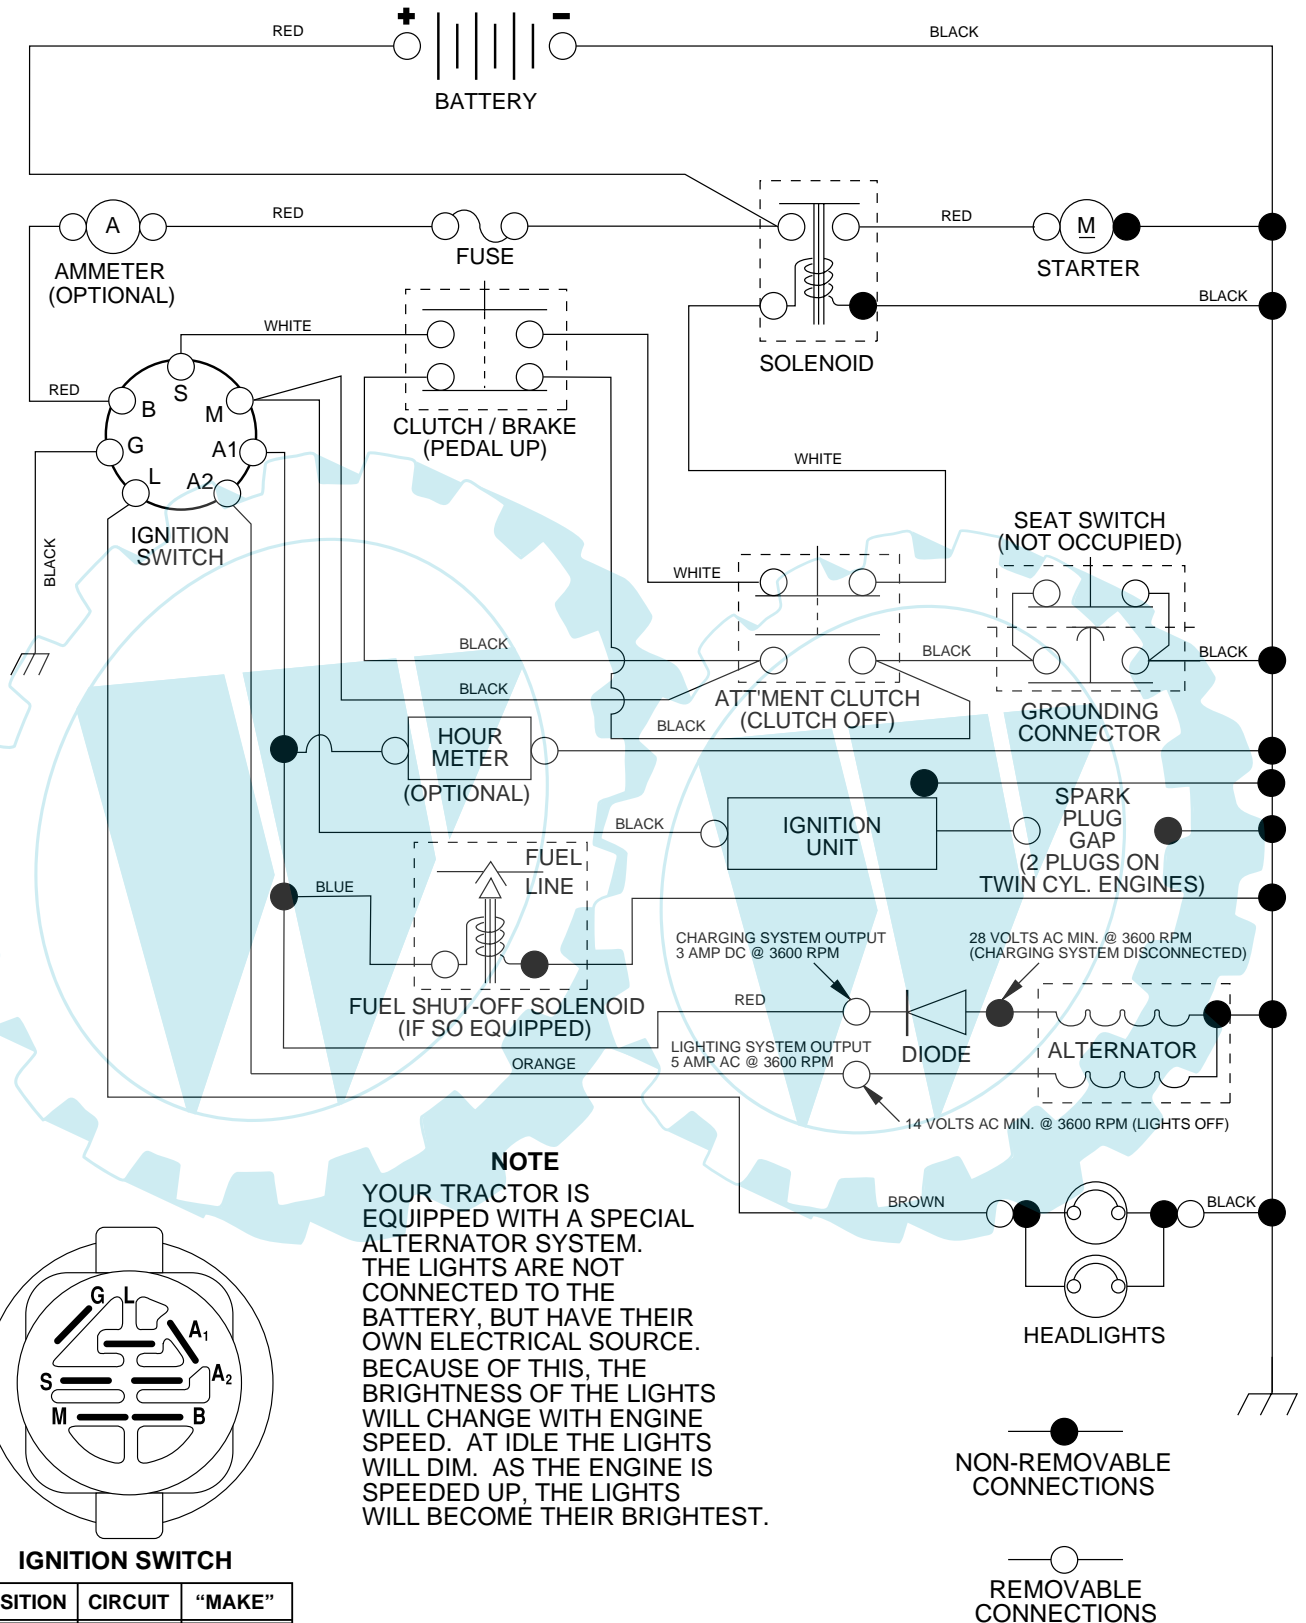 + −
RED
BLACK
BATTERY
A
RED
FUSE
RED
M
AMMETER
(OPTIONAL)
STARTER
BLACK
WHITE
SOLENOID
RED
S
B
M
G
A1
L
A2
CLUTCH / BRAKE
(PEDAL UP)
WHITE
IGNITION
SWITCH
BLACK
SEAT SWITCH
(NOT OCCUPIED)
WHITE
BLACK
BLACK
BLACK
BLACK
ATT'MENT CLUTCH
(CLUTCH OFF)
BLACK
GROUNDING
CONNECTOR
HOUR
METER
(OPTIONAL)
BLACK
IGNITION
UNIT
SPARK
PLUG
GAP
(2 PLUGS ON
TWIN CYL. ENGINES)
FUEL
LINE
BLUE
CHARGING SYSTEM OUTPUT
3 AMP DC @ 3600 RPM
28 VOLTS AC MIN. @ 3600 RPM
(CHARGING SYSTEM DISCONNECTED)
FUEL SHUT-OFF SOLENOID
(IF SO EQUIPPED)
RED
DIODE
ALTERNATOR
LIGHTING SYSTEM OUTPUT
5 AMP AC @ 3600 RPM
ORANGE
14 VOLTS AC MIN. @ 3600 RPM (LIGHTS OFF)
NOTE
YOUR TRACTOR IS
EQUIPPED WITH A SPECIAL
ALTERNATOR SYSTEM.
THE LIGHTS ARE NOT
CONNECTED TO THE
BATTERY, BUT HAVE THEIR
OWN ELECTRICAL SOURCE.
BECAUSE OF THIS, THE
BRIGHTNESS OF THE LIGHTS
WILL CHANGE WITH ENGINE
SPEED. AT IDLE THE LIGHTS
WILL DIM. AS THE ENGINE IS
SPEEDED UP, THE LIGHTS
WILL BECOME THEIR BRIGHTEST.
BROWN
BLACK
HEADLIGHTS
G L
A1
S
A2
M
B
IGNITION SWITCH
SITION CIRCUIT “MAKE”
NON-REMOVABLE
CONNECTIONS
REMOVABLE
CONNECTIONS